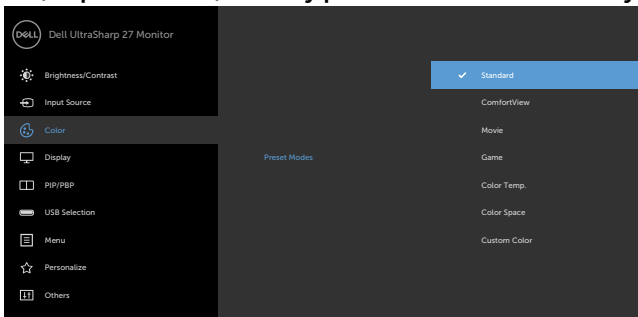 DELL
Dell UltraSharp 27 Monitor
Brightness/Contrast
Input Source
Color
Display
PIP/PBP
USB Selection
Menu
Personalize
Others
Preset Modes
Standard
ComfortView
Movie
Game
Color Temp.
Color Space
Custom Color